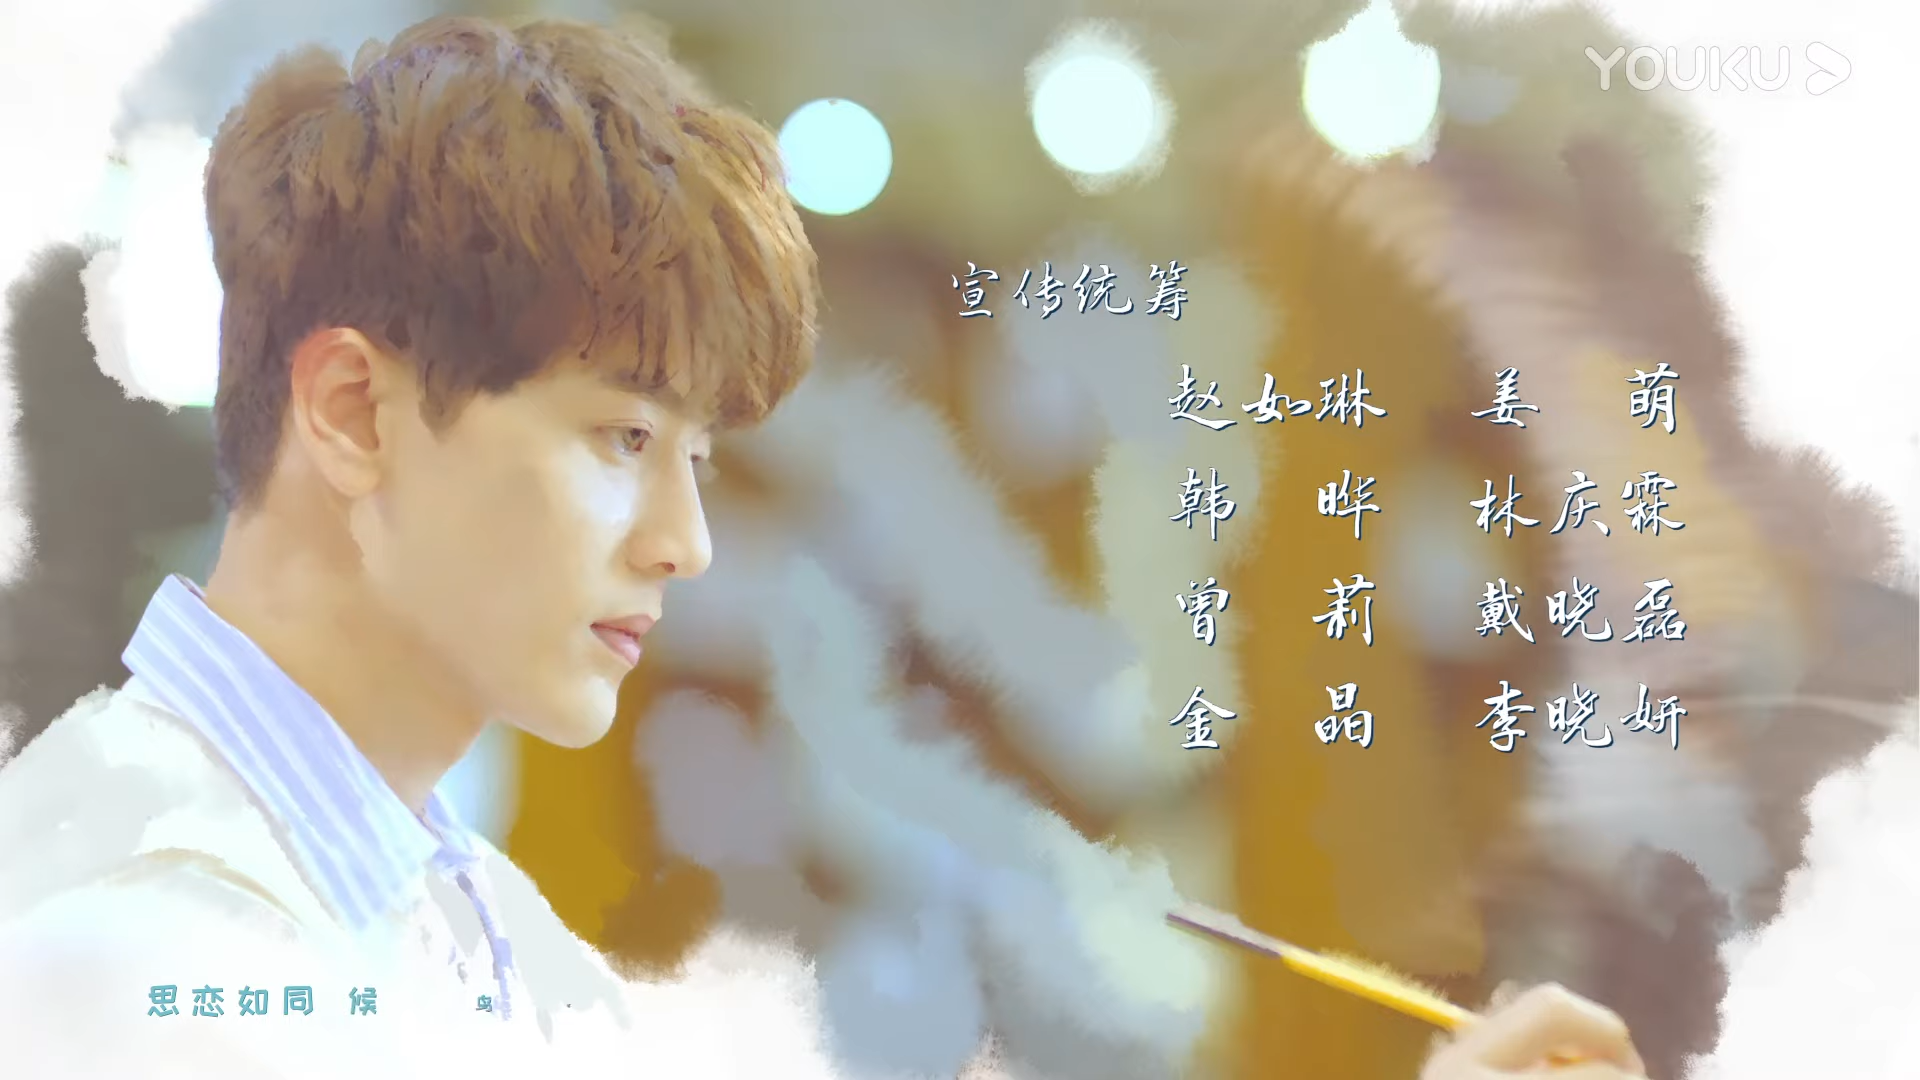 YOUKU
宣传统筹
赵如琳 姜萌
韩晔 林庆霖
曾莉 戴晓磊
金晶 李晓妍
思恋如同 候鸟